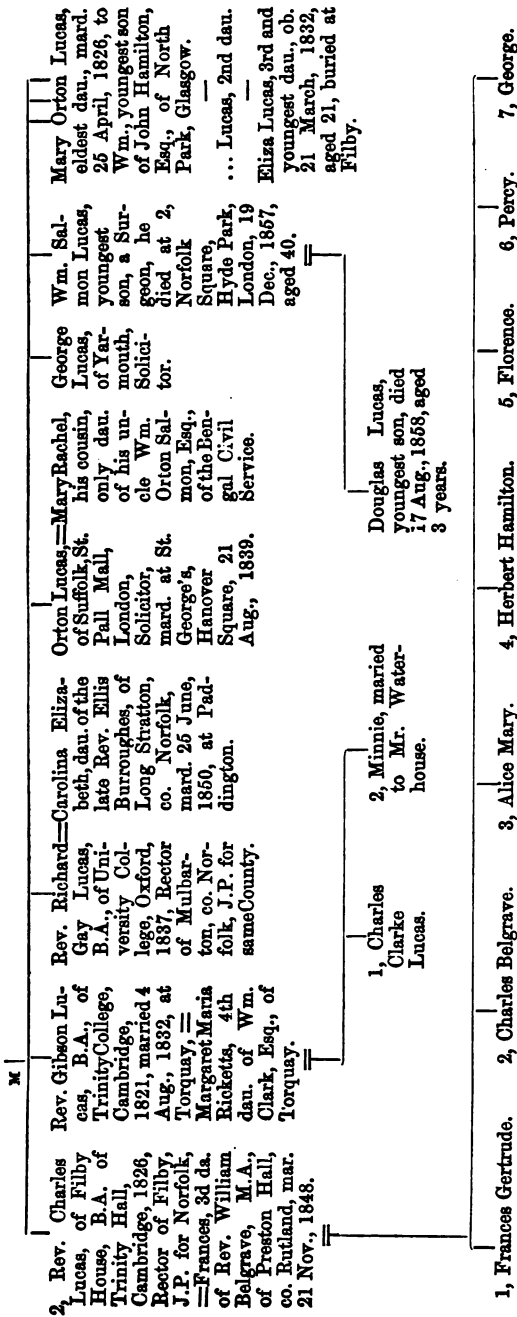 M
2, Rev. Charles
Lucas, of Filby
House, B.A. of
Trinity Hall,
Cambridge, 1826,
Rector of Filby,
J.P. for Norfolk,
=Frances, 3d da.
of Rev. William
Belgrave, M.A.,
of Preston Hall,
co. Rutland, mar.
21 Nov., 1848.
Rev. Gibson Lu-
cas, B.A., of
Trinity College,
Cambridge,
1821, married 4
Aug., 1832, at
Torquay, =
Margaret Maria
Ricketts, 4th
dau. of Wm.
Clark, Esq., of
Torquay.
Rev. Richard=
Gay Lucas,
B.A., of Uni-
versity Col-
lege, Oxford,
1837, Rector
of Mulbar-
ton, co. Nor-
folk, J.P. for
same County.
Carolina Eliza-
beth, dau. of the
late Rev. Ellis
Burroughes, of
Long Stratton,
co. Norfolk,
mard. 25 June,
1850, at Pad-
dington.
Orton Lucas,=
of Suffolk, St.
Pall Mall,
London,
Solicitor,
mard. at St.
George's,
Hanover
Square, 21
Aug., 1839.
Mary Rachel,
his cousin,
only dau.
of his un-
cle Wm.
Orton Sal-
mon, Esq.,
of the Ben-
gal Civil
Service.
George
Lucas,
of Yar-
mouth,
Solici-
tor.
Wm. Sal-
mon Lucas,
youngest
son, a Sur-
geon, he
died at 2,
Norfolk
Square,
Hyde Park,
London, 19
Dec., 1857,
aged 40.
Mary Orton Lucas,
eldest dau., mard.
25 April, 1826, to
Wm., youngest son
of John Hamilton,
Esq., of North
Park, Glasgow.
—
... Lucas, 2nd dau.
—
Eliza Lucas, 3rd and
youngest dau., ob.
21 March, 1832,
aged 21, buried at
Filby.
1, Charles
Clarke
Lucas.
2, Minnie, maried
to Mr. Water-
house.
Douglas Lucas,
youngest son, died
17 Aug., 1858, aged
3 years.
1, Frances Gertrude. 2, Charles Belgrave. 3, Alice Mary. 4, Herbert Hamilton. 5, Florence. 6, Percy. 7, George.